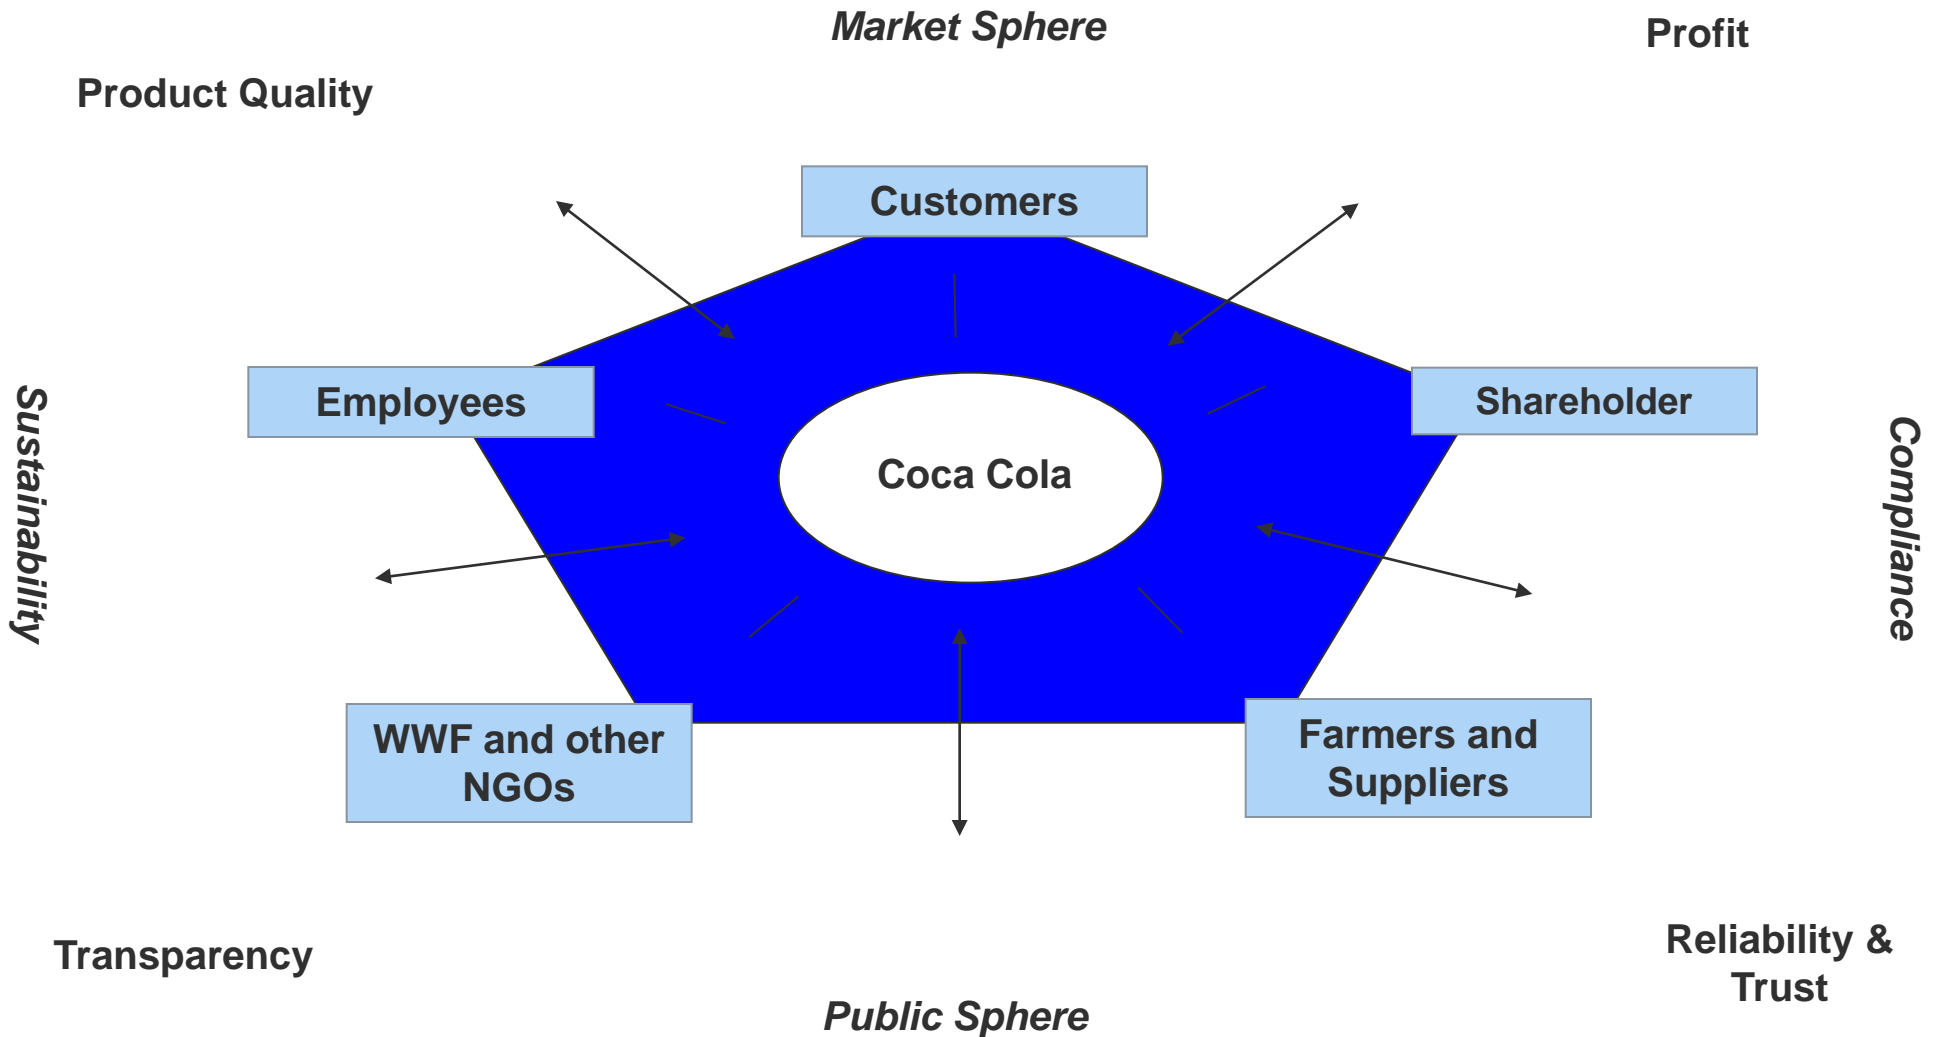 Market Sphere
Profit
Product Quality
Customers
Employees
Shareholder
Sustainability
Coca Cola
Compliance
WWF and other
NGOs
Farmers and
Suppliers
Transparency
Reliability &
Trust
Public Sphere